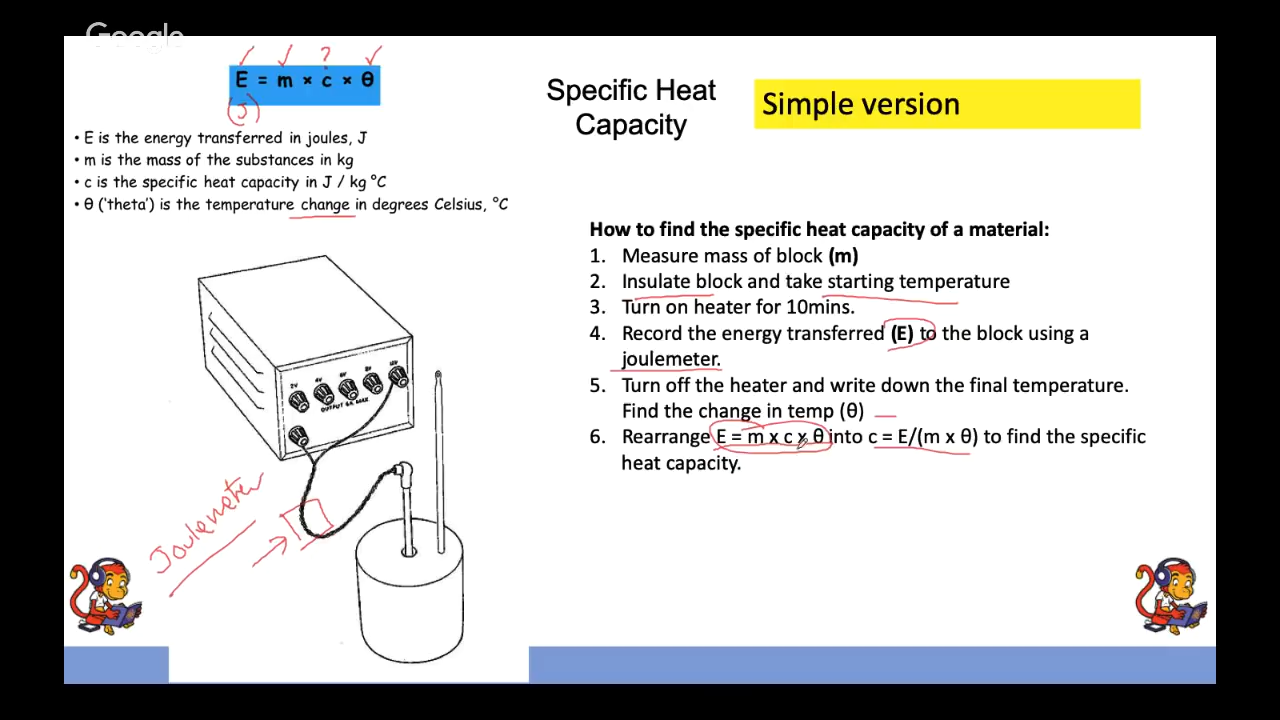 Google
E = m × c × θ
?
(J)
• E is the energy transferred in joules, J
• m is the mass of the substances in kg
• c is the specific heat capacity in J / kg °C
• θ ('theta') is the temperature change in degrees Celsius, °C
Specific Heat
Capacity
Simple version
How to find the specific heat capacity of a material:
1. Measure mass of block (m)
2. Insulate block and take starting temperature
3. Turn on heater for 10mins.
4. Record the energy transferred (E) to the block using a
joulemeter.
5. Turn off the heater and write down the final temperature.
Find the change in temp (θ)
6. Rearrange E = m x c x θ into c = E/(m x θ) to find the specific
heat capacity.
2V 4V 6V 8V
OUTPUT
Joulemeter